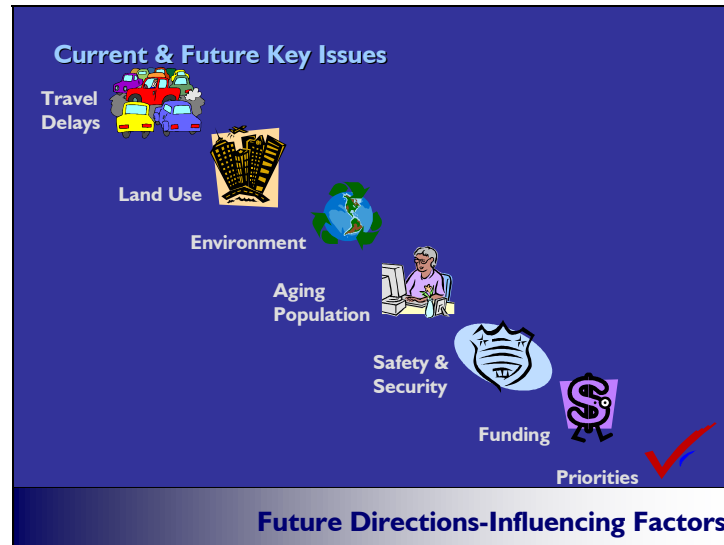 Current & Future Key Issues
Travel
Delays
Land Use
Environment
Aging
Population
Safety &
Security
Funding
Priorities
Future Directions-Influencing Factors